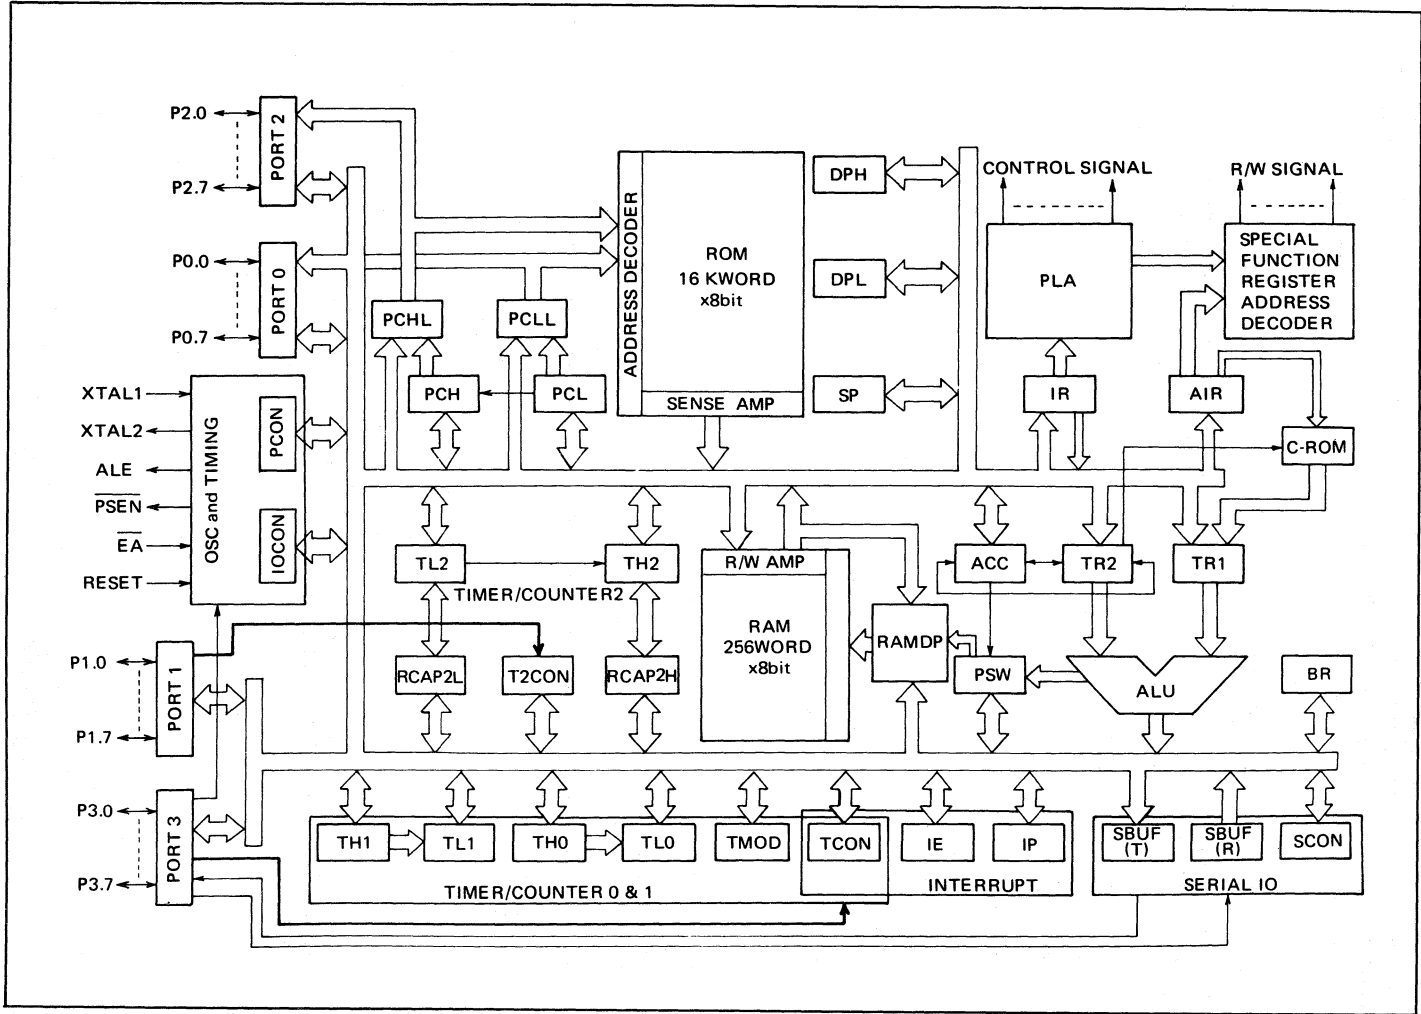 P2.0
P2.7
PORT 2
P0.0
P0.7
PORT 0
XTAL1
XTAL2
ALE
PSEN
EA
RESET
OSC and TIMING
PCON
IOCON
P1.0
P1.7
PORT 1
P3.0
P3.7
PORT 3
PCHL
PCLL
PCH
PCL
ADDRESS DECODER
ROM
16 KWORD
x8bit
SENSE AMP
DPH
DPL
SP
CONTROL SIGNAL
PLA
R/W SIGNAL
SPECIAL
FUNCTION
REGISTER
ADDRESS
DECODER
IR
AIR
C-ROM
TL2
TH2
TIMER/COUNTER2
RCAP2L
T2CON
RCAP2H
R/W AMP
RAM
256WORD
x8bit
RAMDP
ACC
TR2
TR1
PSW
ALU
BR
TH1
TL1
TH0
TL0
TMOD
TCON
IE
IP
SBUF
(T)
SBUF
(R)
SCON
TIMER/COUNTER 0 & 1
INTERRUPT
SERIAL IO